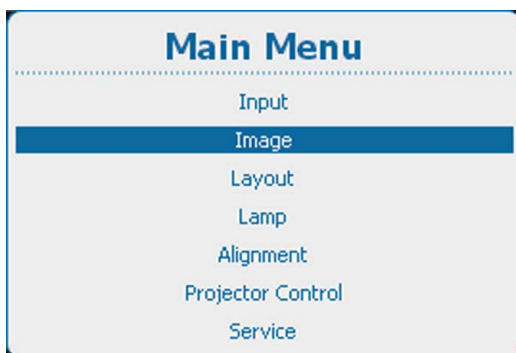 Main Menu
Input
Image
Layout
Lamp
Alignment
Projector Control
Service